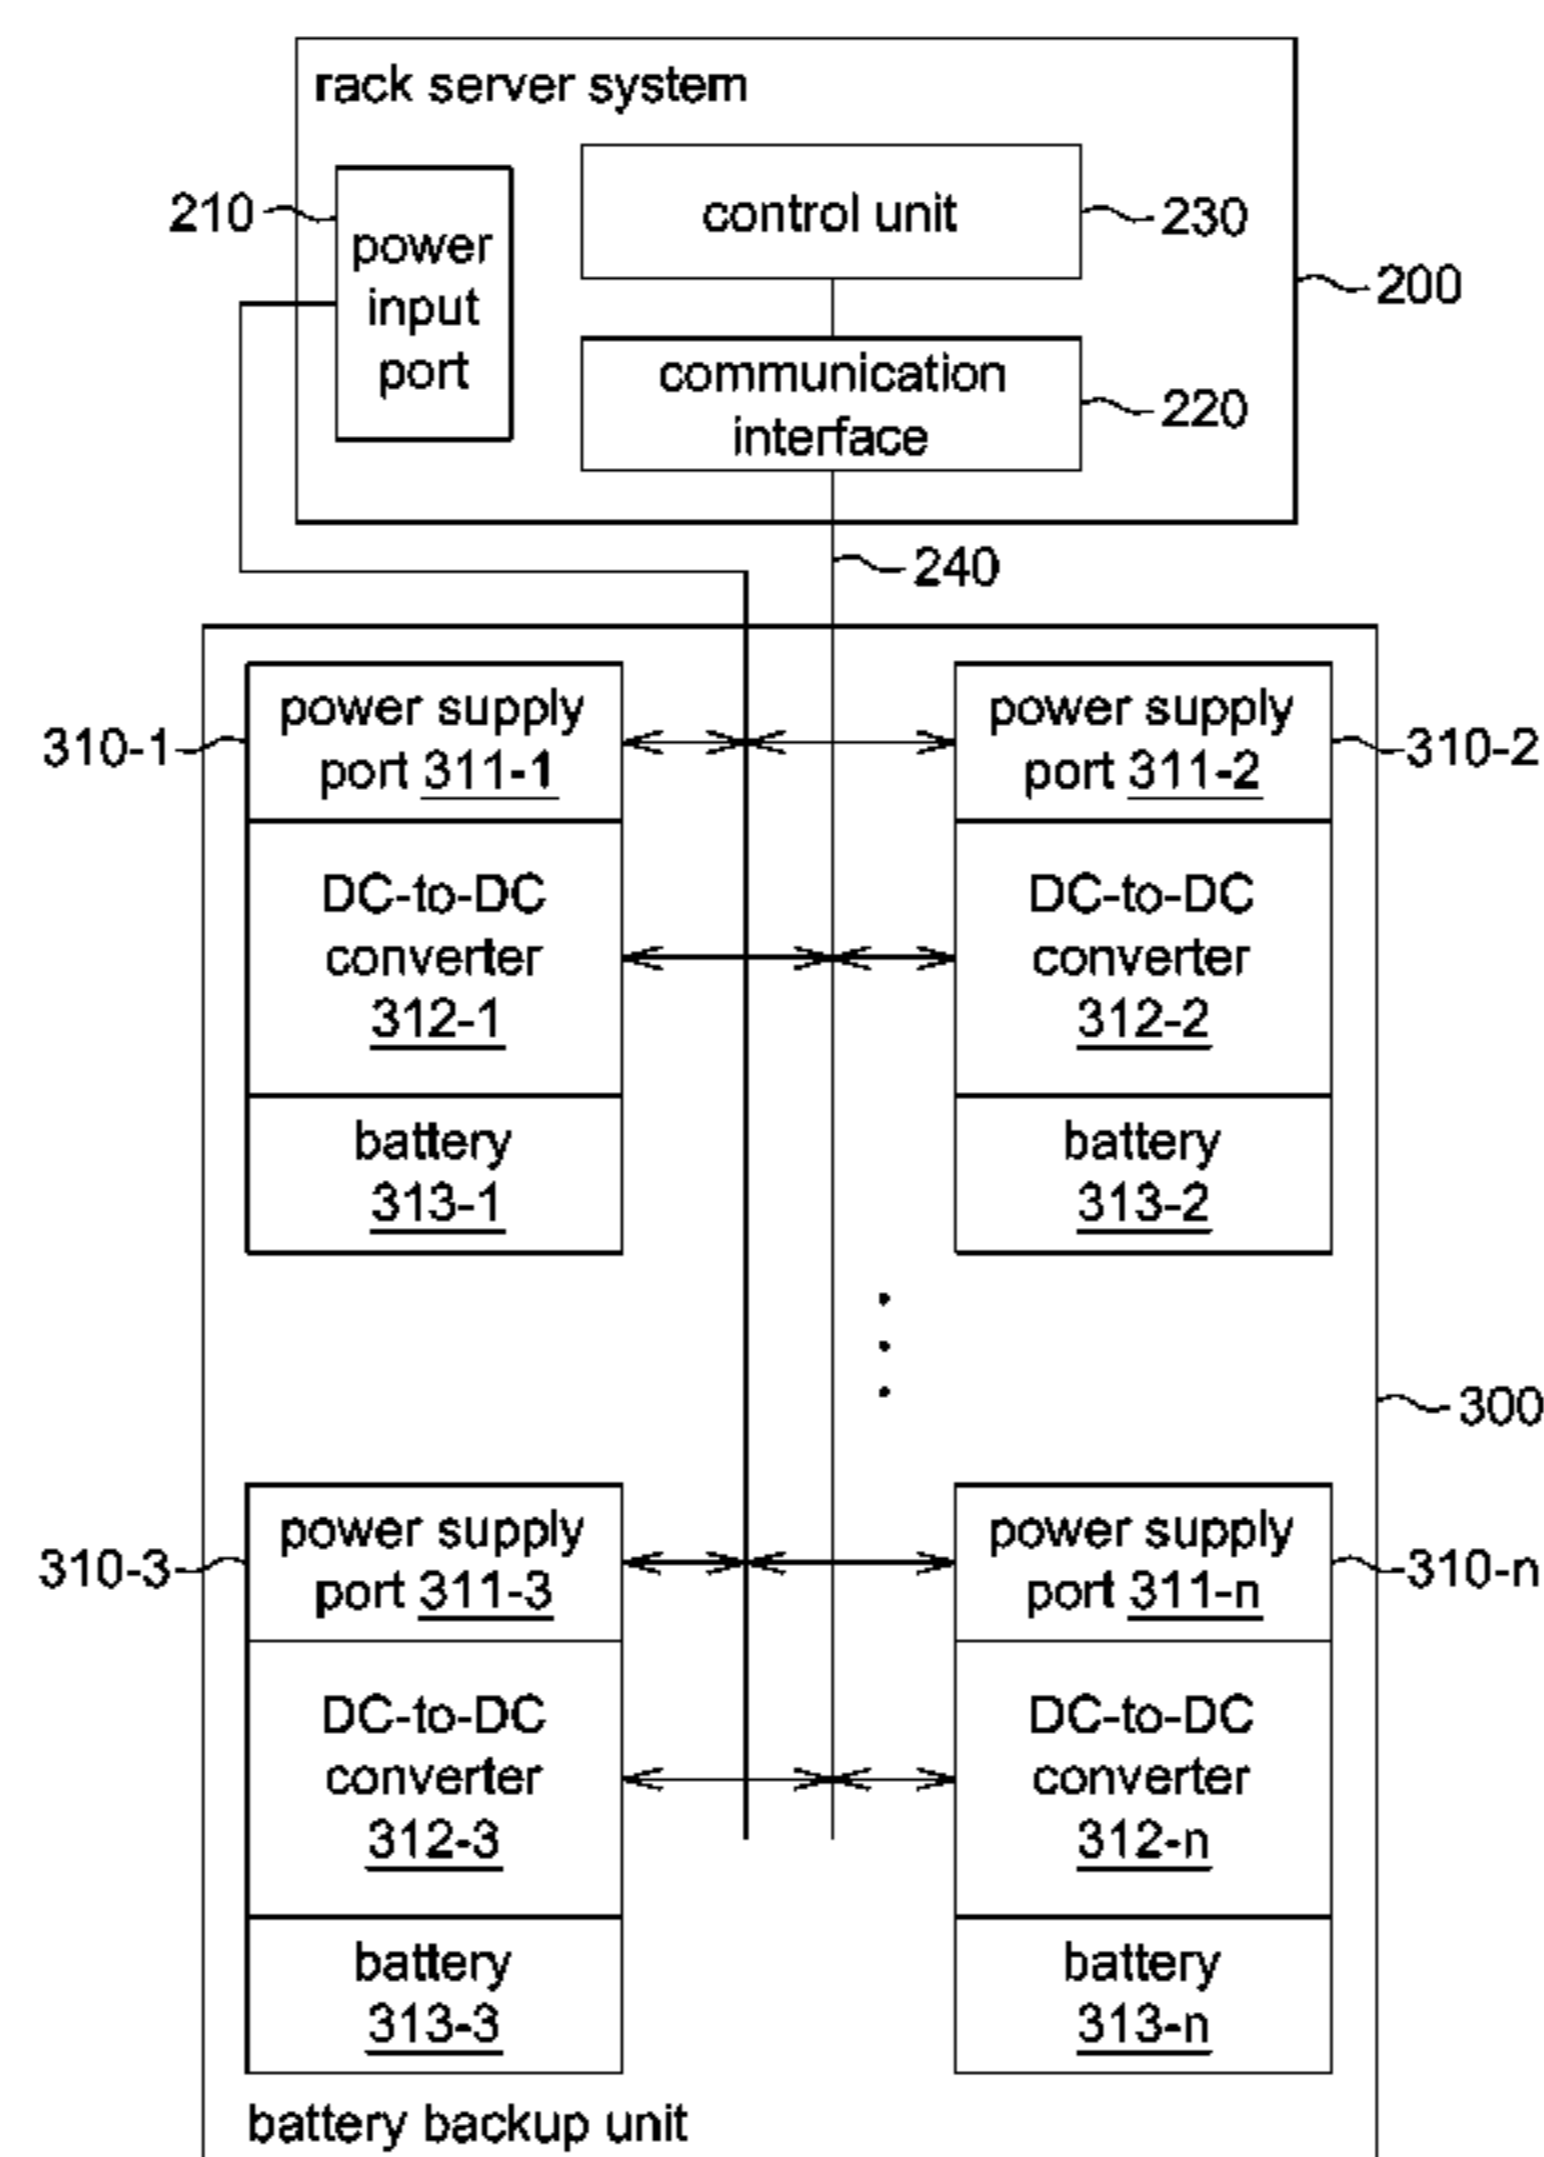 rack server system
210
power
input
port
control unit
230
200
communication
interface
220
240
310-1
power supply
port 311-1
DC-to-DC
converter
312-1
battery
313-1
power supply
port 311-2
310-2
DC-to-DC
converter
312-2
battery
313-2
300
310-3
power supply
port 311-3
DC-to-DC
converter
312-3
battery
313-3
power supply
port 311-n
310-n
DC-to-DC
converter
312-n
battery
313-n
battery backup unit